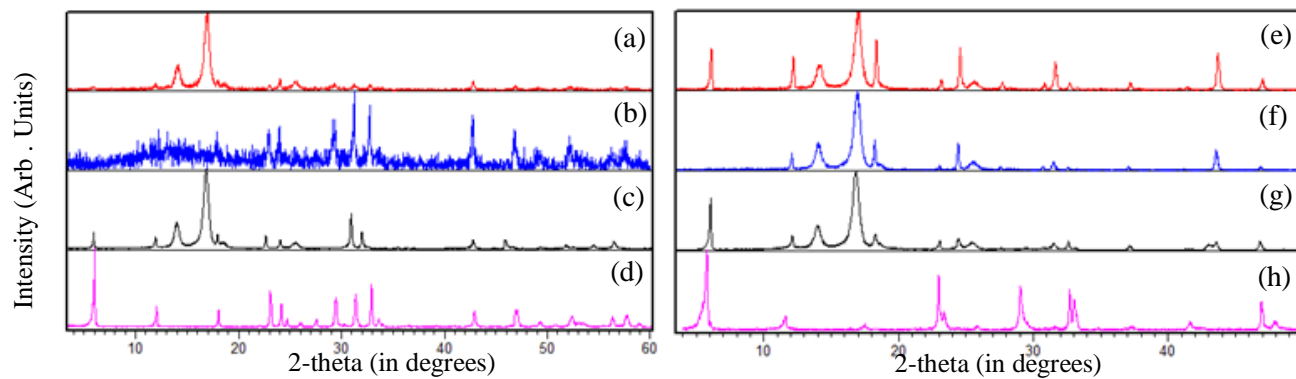 Intensity (Arb . Units)
(a)
(b)
(c)
(d)
10 20 30 40 50 60
2-theta (in degrees)
(e)
(f)
(g)
(h)
10 20 30 40
2-theta (in degrees)